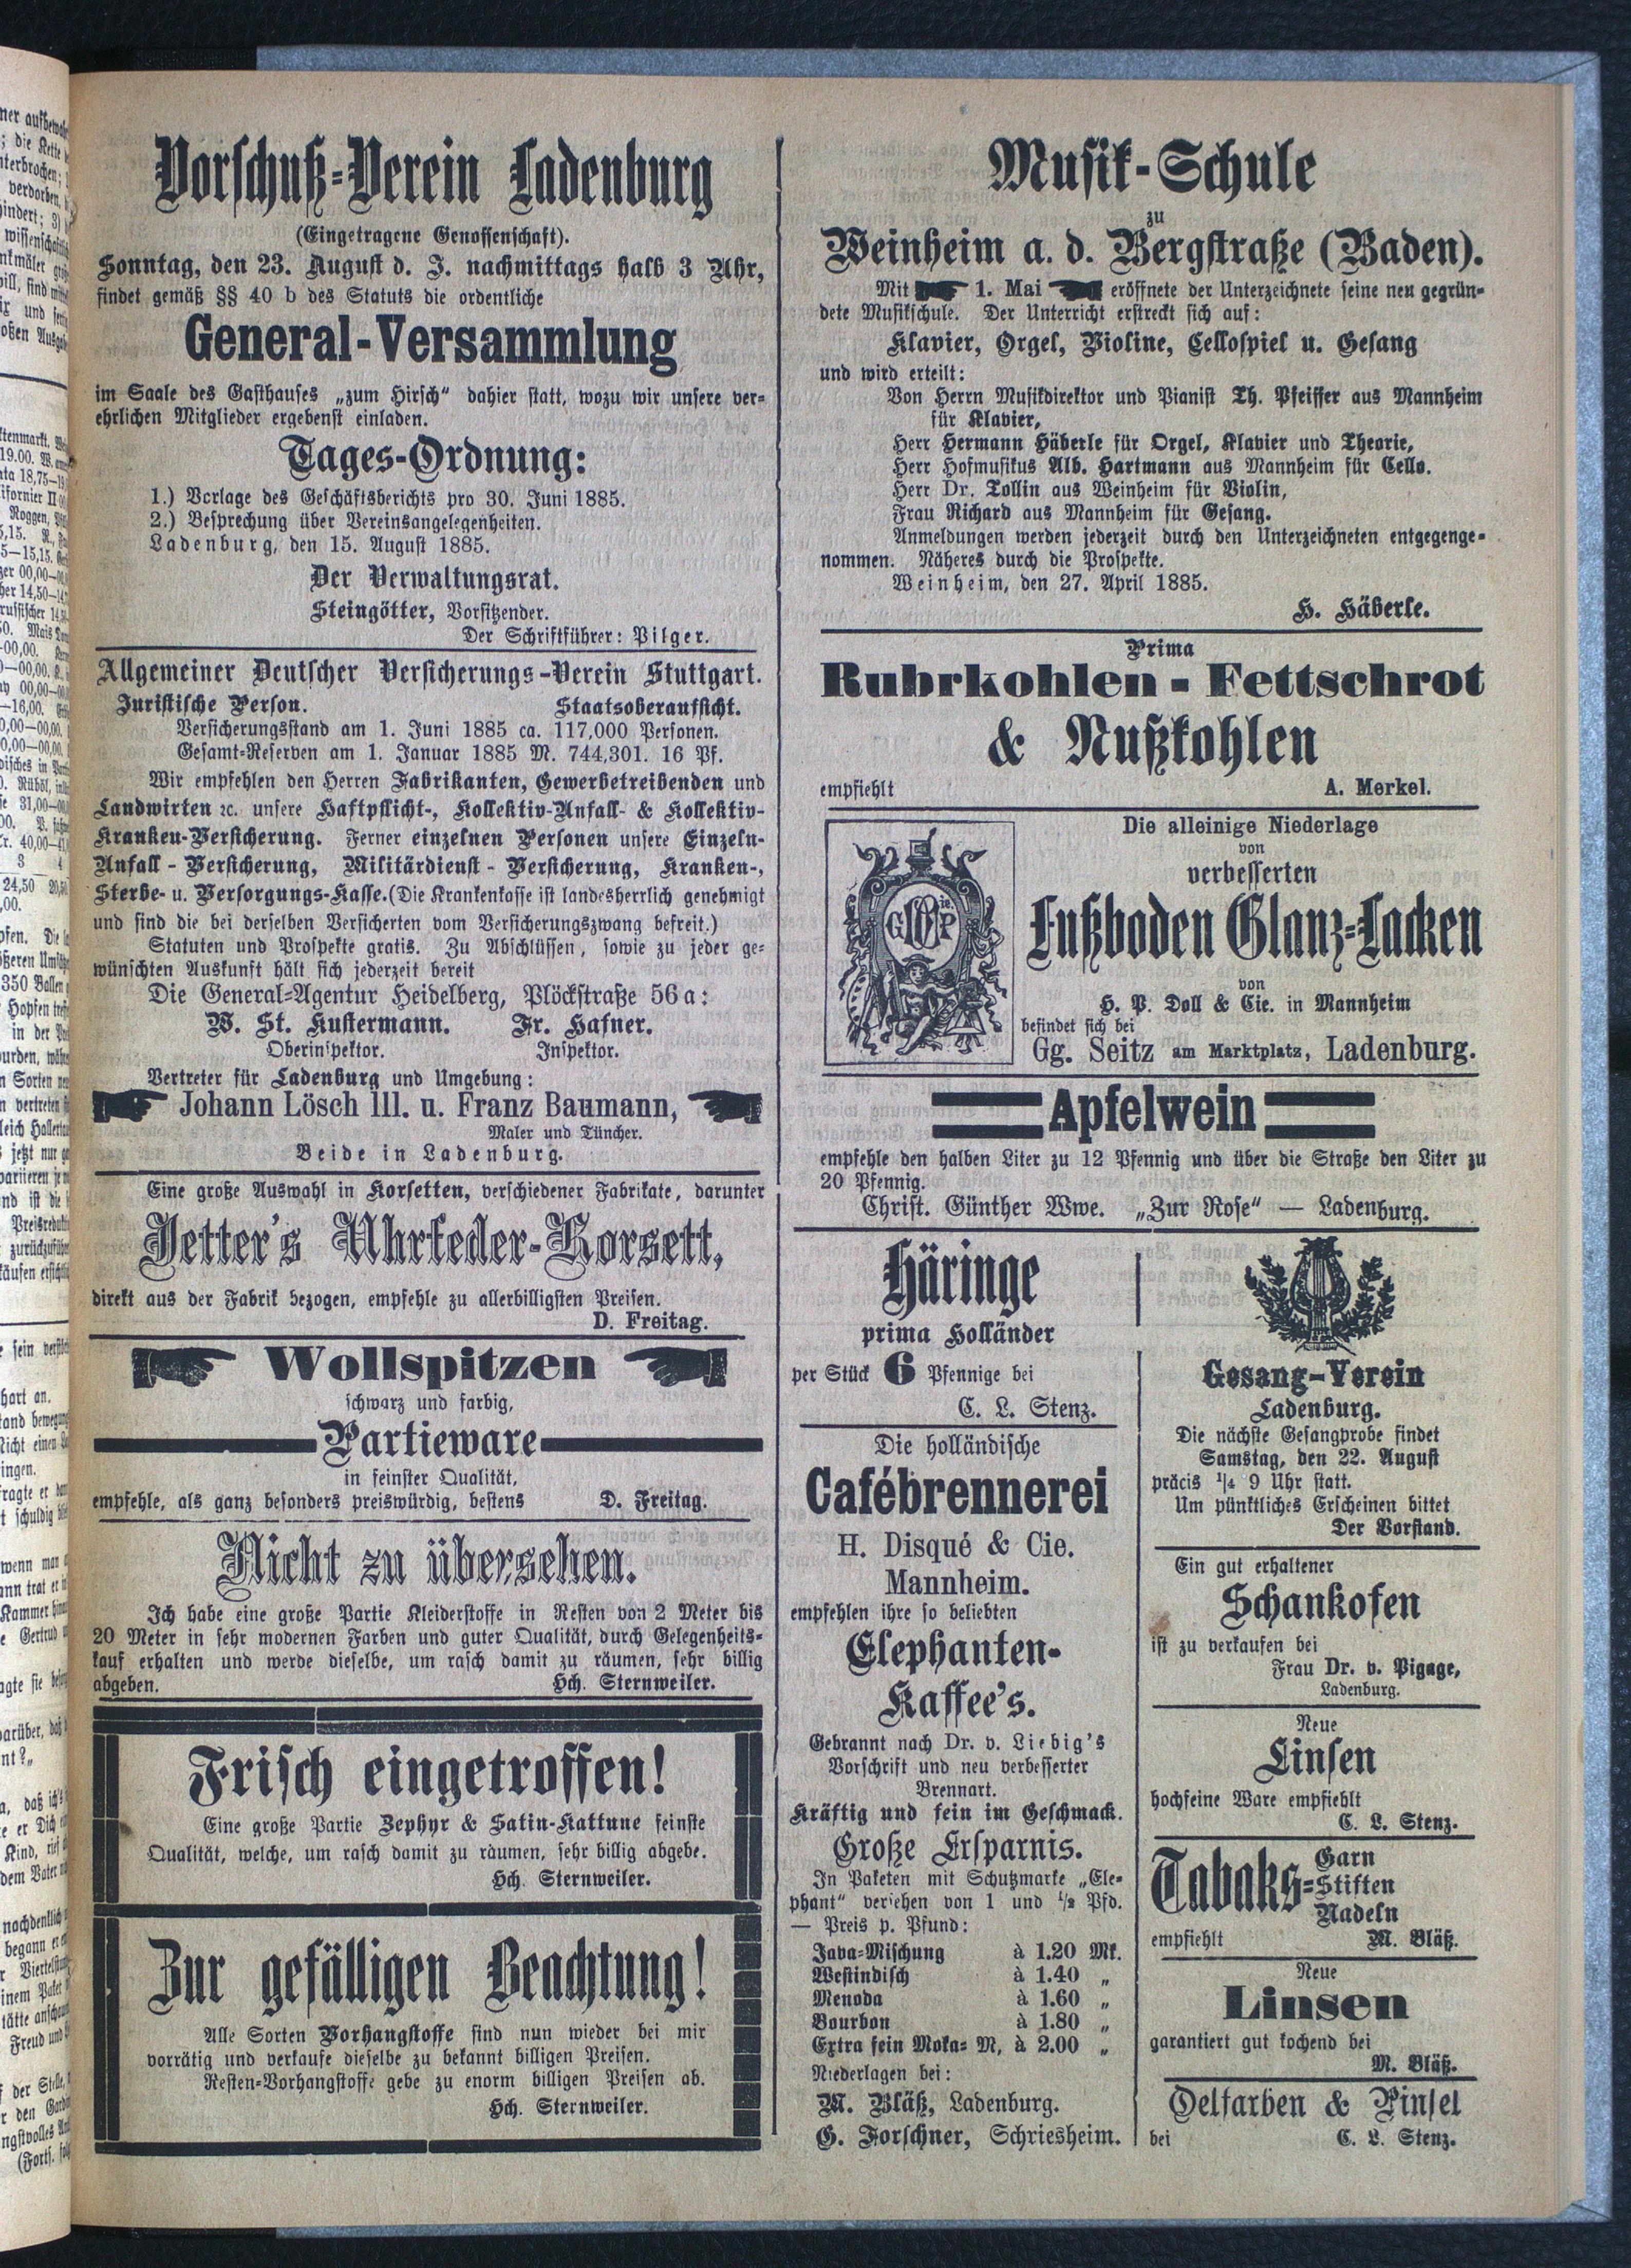 Vorschuß-Verein Ladenburg
(Eingetragene Genossenschaft).
Sonntag, den 23. August d. J. nachmittags halb 3 Uhr,
findet gemäß §§ 40 b des Statuts die ordentliche
General-Versammlung
im Saale des Gasthauses „zum Hirsch“ dahier statt, wozu wir unsere ver-
ehrlichen Mitglieder ergebenst einladen.
Tages-Ordnung:
1.) Vorlage des Geschäftsberichts pro 30. Juni 1885.
2.) Besprechung über Vereinsangelegenheiten.
Ladenburg, den 15. August 1885.
Der Verwaltungsrat.
Steingötter, Vorsitzender.
Der Schriftführer: Pilger.
Allgemeiner Deutscher Versicherungs-Verein Stuttgart.
Juristische Person. Staatsoberaufsicht.
Versicherungsstand am 1. Juni 1885 ca. 117,000 Personen.
Gesamt-Reserven am 1. Januar 1885 M. 744,301. 16 Pf.
Wir empfehlen den Herren Fabrikanten, Gewerbetreibenden und
Landwirten ꝛc. unsere Haftpflicht-, Kollektiv-Unfall- & Kollektiv-
Kranken-Versicherung. Ferner einzelnen Personen unsere Einzeln-
Unfall - Versicherung, Militärdienst - Versicherung, Kranken-,
Sterbe- u. Versorgungs-Kasse. (Die Krankenkasse ist landesherrlich genehmigt
und sind die bei derselben Versicherten vom Versicherungszwang befreit.)
Statuten und Prospekte gratis. Zu Abschlüssen, sowie zu jeder ge-
wünschten Auskunft hält sich jederzeit bereit
Die General-Agentur Heidelberg, Plöckstraße 56a:
W. St. Kustermann. Fr. Hafner.
Oberinspektor. Inspektor.
Vertreter für Ladenburg und Umgebung:
Johann Lösch III. u. Franz Baumann,
Maler und Tüncher.
Beide in Ladenburg.
Eine große Auswahl in Korsetten, verschiedener Fabrikate, darunter
Jetter's Uhrfeder-Korsett,
direkt aus der Fabrik bezogen, empfehle zu allerbilligsten Preisen.
D. Freitag.
Wollspitzen
schwarz und farbig,
Partieware
in feinster Qualität,
empfehle, als ganz besonders preiswürdig, bestens D. Freitag.
Nicht zu übersehen.
Ich habe eine große Partie Kleiderstoffe in Resten von 2 Meter bis
20 Meter in sehr modernen Farben und guter Qualität, durch Gelegenheits-
kauf erhalten und werde dieselbe, um rasch damit zu räumen, sehr billig
abgeben. Hch. Sternweiler.
Frisch eingetroffen!
Eine große Partie Zephyr & Satin-Kattune feinste
Qualität, welche, um rasch damit zu räumen, sehr billig abgebe.
Hch. Sternweiler.
Zur gefälligen Beachtung!
Alle Sorten Vorhangstoffe sind nun wieder bei mir
vorrätig und verkaufe dieselbe zu bekannt billigen Preisen.
Resten-Vorhangstoffe gebe zu enorm billigen Preisen ab.
Hch. Sternweiler.
Musik-Schule
zu
Weinheim a. d. Bergstraße (Baden).
Mit 1. Mai eröffnete der Unterzeichnete seine neu gegrün-
dete Musikschule. Der Unterricht erstreckt sich auf:
Klavier, Orgel, Violine, Cellospiel u. Gesang
und wird erteilt:
Von Herrn Musikdirektor und Pianist Th. Pfeiffer aus Mannheim
für Klavier,
Herr Hermann Häberle für Orgel, Klavier und Theorie,
Herr Hofmusikus Alb. Hartmann aus Mannheim für Cello.
Herr Dr. Tollin aus Weinheim für Violin,
Frau Richard aus Mannheim für Gesang.
Anmeldungen werden jederzeit durch den Unterzeichneten entgegenge-
nommen. Näheres durch die Prospekte.
Weinheim, den 27. April 1885.
H. Häberle.
Prima
Ruhrkohlen - Fettschrot
& Nußkohlen
empfiehlt A. Merkel.
Die alleinige Niederlage
von
verbesserten
Fußboden Glanz-Lacken
von
H. P. Doll & Cie. in Mannheim
befindet sich bei
Gg. Seitz am Marktplatz, Ladenburg.
Apfelwein
empfehle den halben Liter zu 12 Pfennig und über die Straße den Liter zu
20 Pfennig.
Christ. Günther Wwe. „Zur Rose“ — Ladenburg.
Häringe
prima Holländer
per Stück 6 Pfennige bei
C. L. Stenz.
Die holländische
Cafébrennerei
H. Disqué & Cie.
Mannheim.
empfehlen ihre so beliebten
Elephanten-
Kaffee's.
Gebrannt nach Dr. v. Liebig's
Vorschrift und neu verbesserter
Brennart.
Kräftig und fein im Geschmack.
Große Ersparnis.
In Paketen mit Schutzmarke „Ele-
phant“ versehen von 1 und 1/2 Pfd.
— Preis p. Pfund:
Java-Mischung à 1.20 Mk.
Westindisch à 1.40 „
Menada à 1.60 „
Bourbon à 1.80 „
Extra fein Moka- M, à 2.00 „
Niederlagen bei:
M. Bläß, Ladenburg.
G. Forschner, Schriesheim.
Gesang-Verein
Ladenburg.
Die nächste Gesangprobe findet
Samstag, den 22. August
präcis 1/4 9 Uhr statt.
Um pünktliches Erscheinen bittet
Der Vorstand.
Ein gut erhaltener
Schankofen
ist zu verkaufen bei
Frau Dr. v. Pigage,
Ladenburg.
Neue
Linsen
hochfeine Ware empfiehlt
C. L. Stenz.
Tabaks-
Garn
Stiften
Nadeln
empfiehlt M. Bläß.
Neue
Linsen
garantiert gut kochend bei
M. Bläß.
Oelfarben & Pinsel
bei C. L. Stenz.